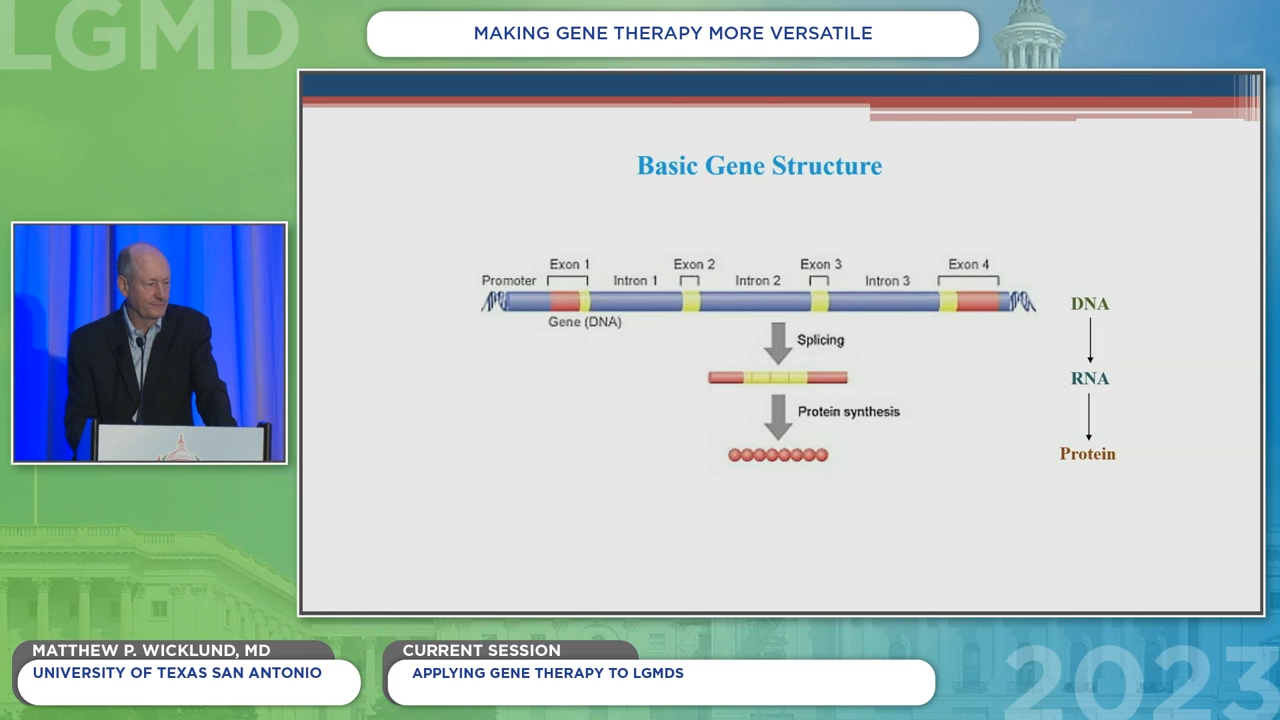 LGMD
MAKING GENE THERAPY MORE VERSATILE
Basic Gene Structure
Exon 1
Exon 2
Exon 3
Exon 4
Promoter
Intron 1
Intron 2
Intron 3
Gene (DNA)
DNA
Splicing
RNA
Protein synthesis
Protein
MATTHEW P. WICKLUND, MD
UNIVERSITY OF TEXAS SAN ANTONIO
CURRENT SESSION
APPLYING GENE THERAPY TO LGMDS
2023